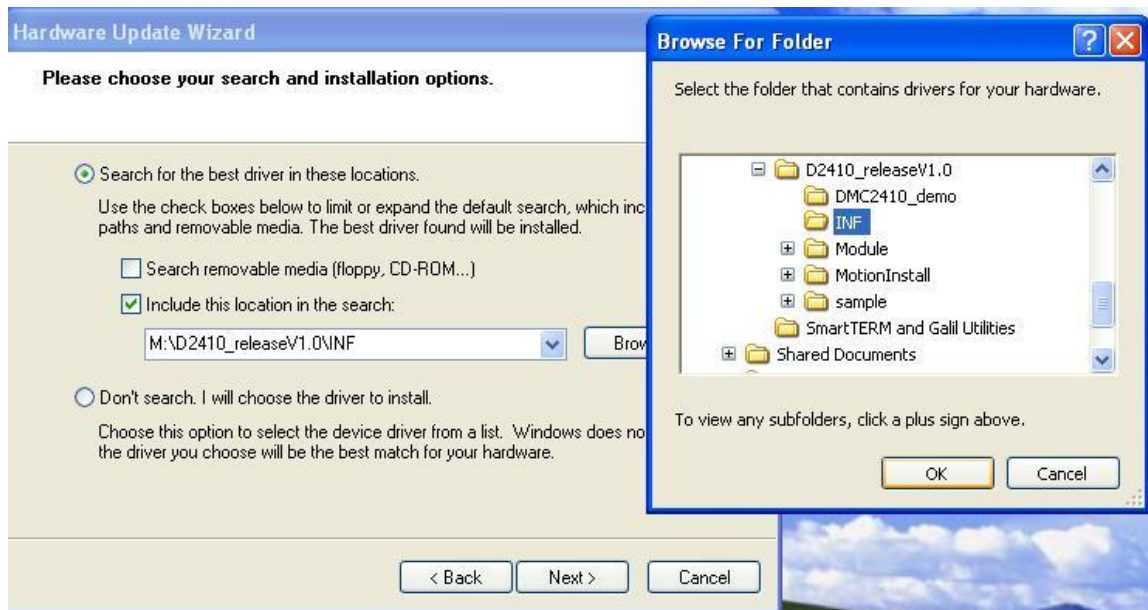 Hardware Update Wizard
Please choose your search and installation options.
Search for the best driver in these locations.
Use the check boxes below to limit or expand the default search, which inc
paths and removable media. The best driver found will be installed.
Search removable media (floppy, CD-ROM...)
Include this location in the search:
M:\D2410_releaseV1.0\INF
Brow
Don't search. I will choose the driver to install.
Choose this option to select the device driver from a list. Windows does no
the driver you choose will be the best match for your hardware.
< Back
Next >
Cancel
Browse For Folder
Select the folder that contains drivers for your hardware.
D2410_releaseV1.0
DMC2410_demo
INF
Module
MotionInstall
sample
SmartTERM and Galil Utilities
Shared Documents
To view any subfolders, click a plus sign above.
OK
Cancel